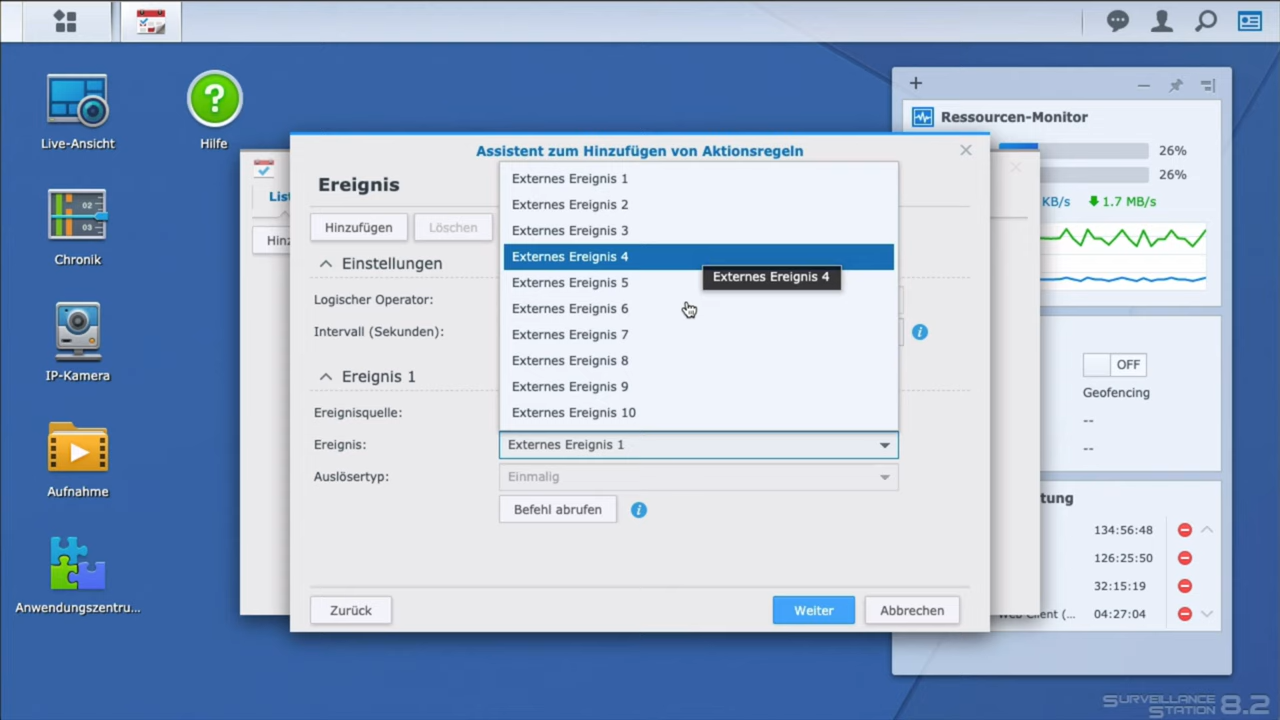 Live-Ansicht
Hilfe
Chronik
IP-Kamera
Aufnahme
Anwendungszentru...
List
Hinz
Assistent zum Hinzufügen von Aktionsregeln
Ereignis
Hinzufügen
Löschen
Einstellungen
Logischer Operator:
Intervall (Sekunden):
Ereignis 1
Ereignisquelle:
Ereignis:
Auslösertyp:
Externes Ereignis 1
Externes Ereignis 2
Externes Ereignis 3
Externes Ereignis 4
Externes Ereignis 4
Externes Ereignis 5
Externes Ereignis 6
Externes Ereignis 7
Externes Ereignis 8
Externes Ereignis 9
Externes Ereignis 10
Externes Ereignis 1
Einmalig
Befehl abrufen
Zurück
Weiter
Abbrechen
Ressourcen-Monitor
26%
26%
KB/s 1.7 MB/s
OFF
Geofencing
--
--
tung
134:56:48
126:25:50
32:15:19
Web Client (... 04:27:04
SURVEILLANCE
STATION 8.2